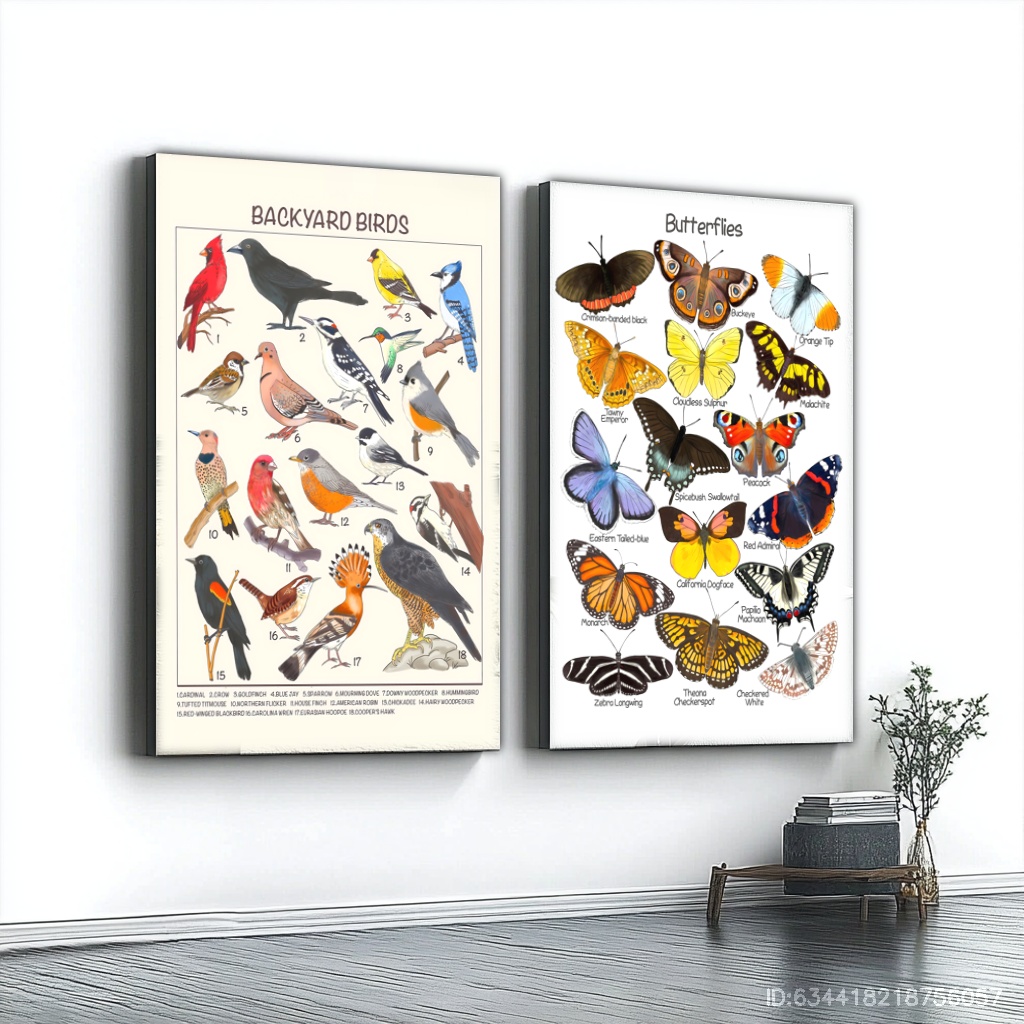 BACKYARD BIRDS
1
2
3
4
5
6
7
8
9
10
11
12
13
14
15
16
17
18
1.CARDINAL 2.CROW 3.GOLDFINCH 4.BLUE JAY 5.SPARROW 6.MOURNING DOVE 7.DOWNY WOODPECKER 8.HUMMINGBIRD
9.TUFTED TITMOUSE 10.NORTHERN FLICKER 11.HOUSE FINCH 12.AMERICAN ROBIN 13.CHICKADEE 14.HAIRY WOODPECKER
15.RED-WINGED BLACKBIRD 16.CAROLINA WREN 17.EURASIAN HOOPOE 18.COOPER'S HAWK
Butterflies
Crimson-banded black
Buckeye
Orange Tip
Tawny
Emperor
Cloudless Sulphur
Malachite
Spicebush Swallowtail
Peacock
Eastern Tailed-blue
Red Admiral
California Dogface
Monarch
Papilio
Machaon
Zebra Longwing
Theona
Checkerspot
Checkered
White
ID:634418218756057